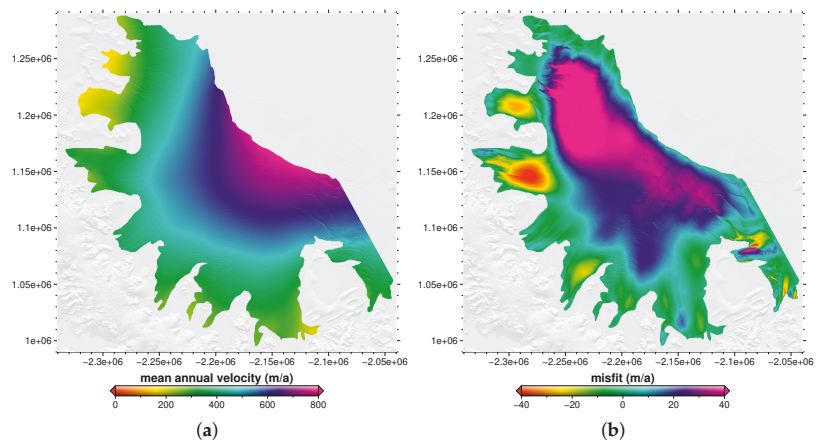 1.25e+06
1.2e+06
1.15e+06
1.1e+06
1.05e+06
1e+06
−2.3e+06 −2.25e+06 −2.2e+06 −2.15e+06 −2.1e+06 −2.05e+06
mean annual velocity (m/a)
0 200 400 600 800
(a)
1.25e+06
1.2e+06
1.15e+06
1.1e+06
1.05e+06
1e+06
−2.3e+06 −2.25e+06 −2.2e+06 −2.15e+06 −2.1e+06 −2.05e+06
misfit (m/a)
−40 −20 0 20 40
(b)